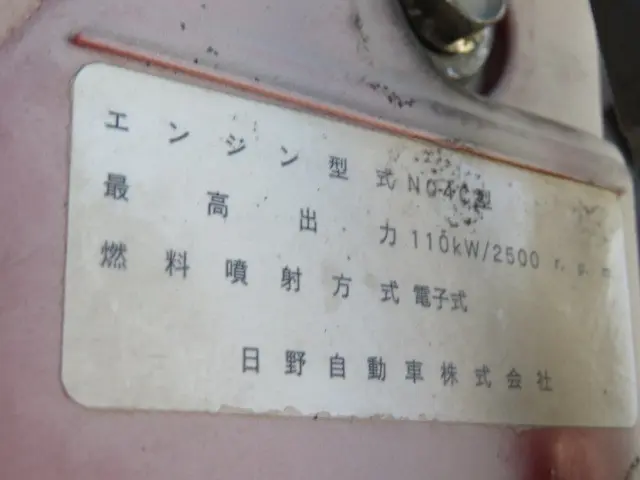 エンジン型式 N04C型
最高出力 110kW/2500 r.p.m
燃料噴射方式 電子式
日野自動車株式会社